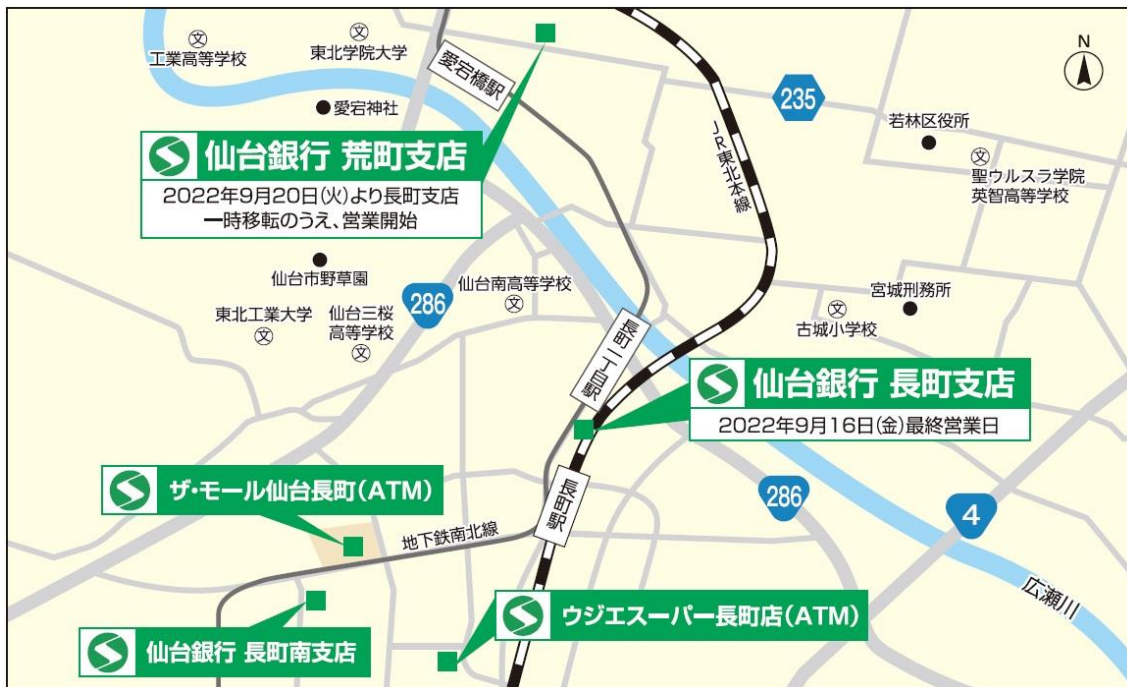 N
文
工業高等学校
文
東北学院大学
愛宕橋駅
愛宕神社
235
若林区役所
文
聖ウルスラ学院
英智高等学校
JR東北本線
仙台銀行 荒町支店
2022年9月20日(火)より長町支店
一時移転のうえ、営業開始
仙台市野草園
286
仙台南高等学校
文
宮城刑務所
文
古城小学校
東北工業大学
文
仙台三桜
高等学校
文
長町一丁目駅
仙台銀行 長町支店
2022年9月16日(金)最終営業日
ザ・モール仙台長町(ATM)
長町駅
286
4
地下鉄南北線
広瀬川
ウジエスーパー長町店(ATM)
仙台銀行 長町南支店